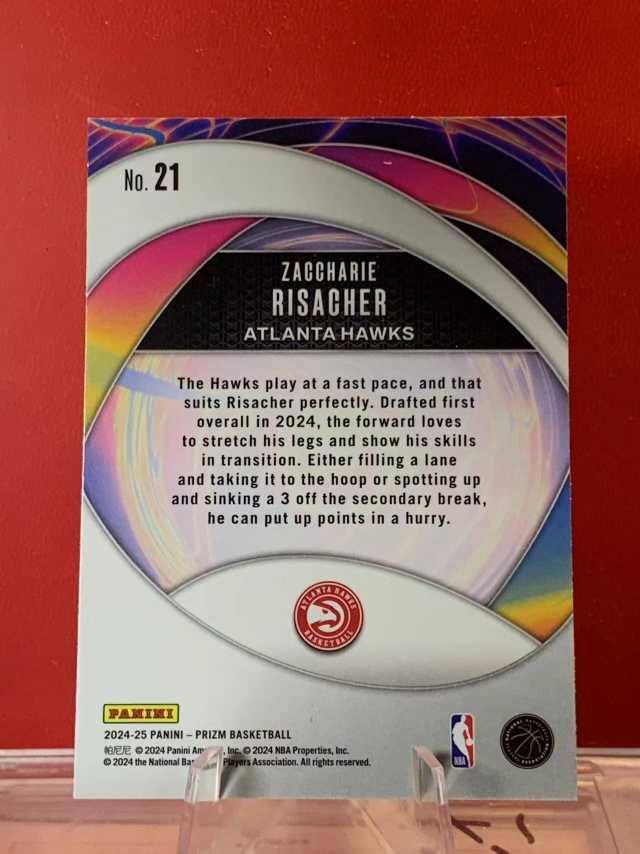 No. 21
ZACCHARIE
RISACHER
ATLANTA HAWKS
The Hawks play at a fast pace, and that
suits Risacher perfectly. Drafted first
overall in 2024, the forward loves
to stretch his legs and show his skills
in transition. Either filling a lane
and taking it to the hoop or spotting up
and sinking a 3 off the secondary break,
he can put up points in a hurry.
ATLANTA HAWKS
BASKETBALL
PANINI
2024-25 PANINI – PRIZM BASKETBALL
帕尼尼 © 2024 Panini Inc. © 2024 NBA Properties, Inc.
© 2024 the National Players Association. All rights reserved.
NBA